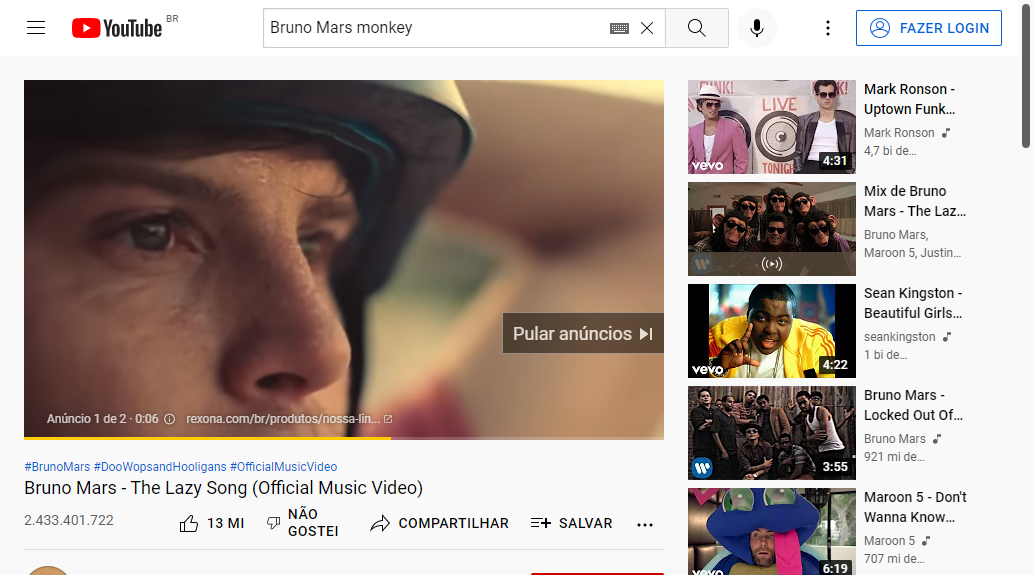 YouTube BR
Bruno Mars monkey
FAZER LOGIN
Pular anúncios
Anúncio 1 de 2 · 0:06 rexona.com/br/produtos/nossa-lin...
#BrunoMars #DooWopsandHooligans #OfficialMusicVideo
Bruno Mars - The Lazy Song (Official Music Video)
2.433.401.722
13 MI
NÃO
GOSTEI
COMPARTILHAR
SALVAR
LIVE
TONIGHT
vevo
4:31
Mark Ronson -
Uptown Funk...
Mark Ronson
4,7 bi de...
Mix de Bruno
Mars - The Laz...
Bruno Mars,
Maroon 5, Justin...
vevo
4:22
Sean Kingston -
Beautiful Girls...
seankingston
1 bi de...
3:55
Bruno Mars -
Locked Out Of...
Bruno Mars
921 mi de...
vevo
6:19
Maroon 5 - Don't
Wanna Know...
Maroon 5
707 mi de...